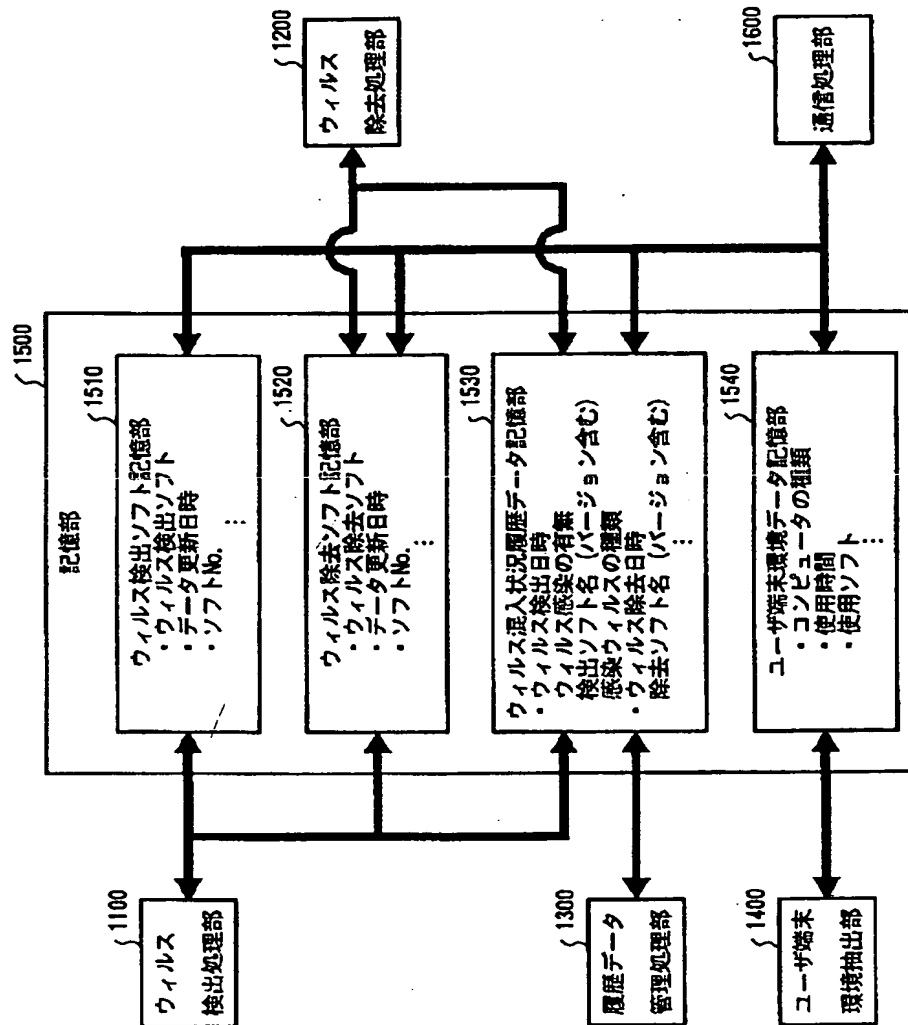 1500
記憶部
1510
ウィルス検出ソフト記憶部
・ウィルス検出ソフト
・データ更新日時
・ソフトNo.
⋮
1520
ウィルス除去ソフト記憶部
・ウィルス除去ソフト
・データ更新日時
・ソフトNo.
⋮
1530
ウィルス混入状況履歴データ記憶部
・ウィルス検出日時
ウィルス感染の有無
検出ソフト名(バージョン含む)
感染ウィルスの種類
・ウィルス除去日時
除去ソフト名(バージョン含む)
⋮
1540
ユーザ端末環境データ記憶部
・コンピュータの種類
・使用時間
・使用ソフト
⋮
1100
ウィルス
検出処理部
1300
履歴データ
管理処理部
1400
ユーザ端末
環境抽出部
1200
ウィルス
除去処理部
1600
通信処理部